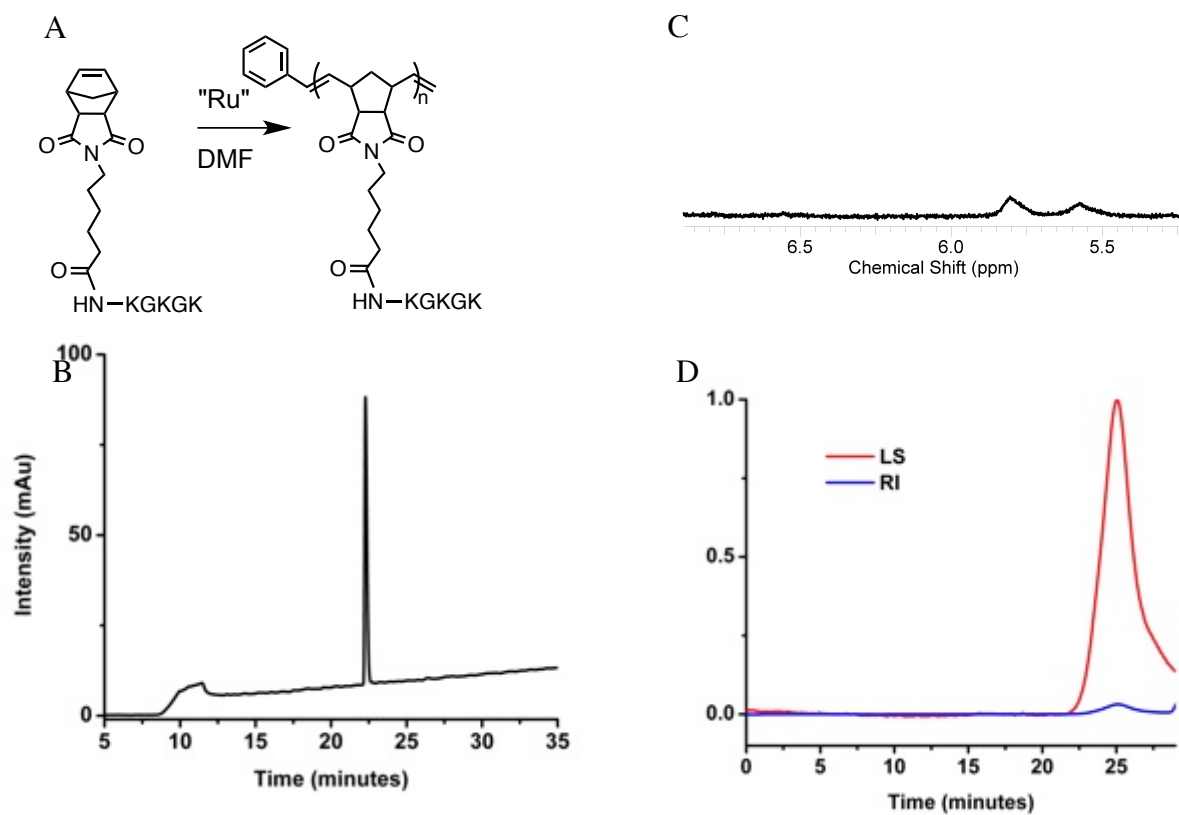 A
"Ru"
DMF
n
O
N
O
O
N
O
O
HN–KGKGK
O
HN–KGKGK
C
6.5
6.0
5.5
Chemical Shift (ppm)
B
100
50
0
Intensity (mAu)
5
10
15
20
25
30
35
Time (minutes)
D
1.0
0.5
0.0
LS
RI
0
5
10
15
20
25
Time (minutes)